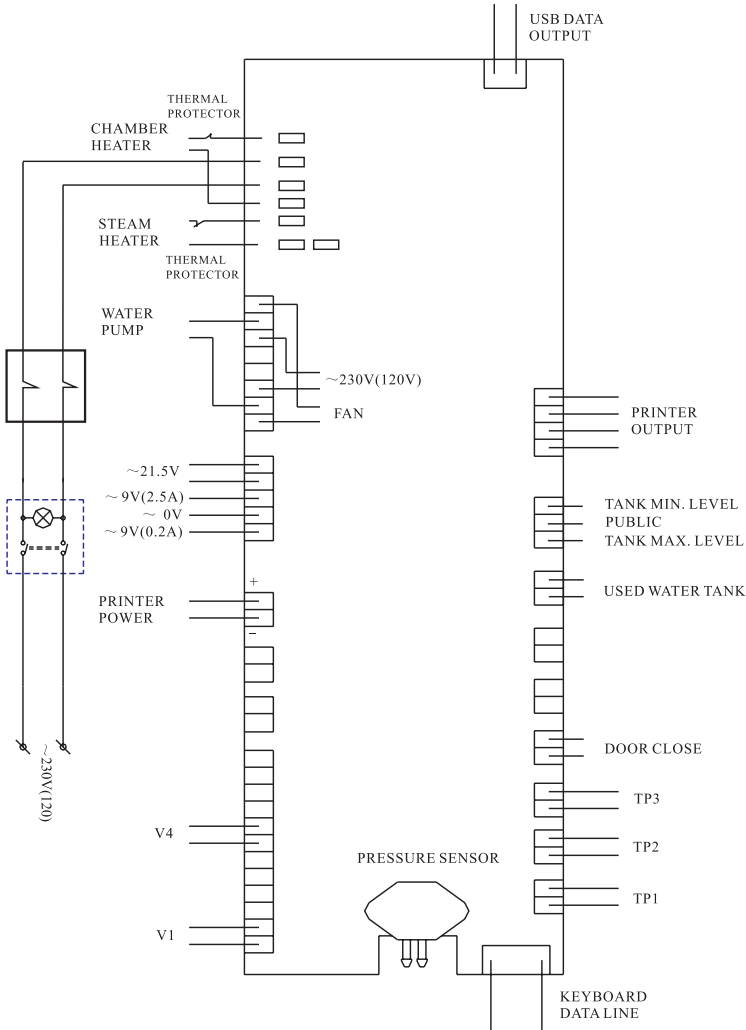 USB DATA
OUTPUT
THERMAL
PROTECTOR
CHAMBER
HEATER
STEAM
HEATER
THERMAL
PROTECTOR
WATER
PUMP
~230V(120V)
FAN
PRINTER
OUTPUT
~21.5V
~ 9V(2.5A)
~ 0V
~ 9V(0.2A)
TANK MIN. LEVEL
PUBLIC
TANK MAX. LEVEL
+
PRINTER
POWER
−
USED WATER TANK
DOOR CLOSE
~230V(120)
TP3
V4
TP2
PRESSURE SENSOR
TP1
V1
KEYBOARD
DATA LINE